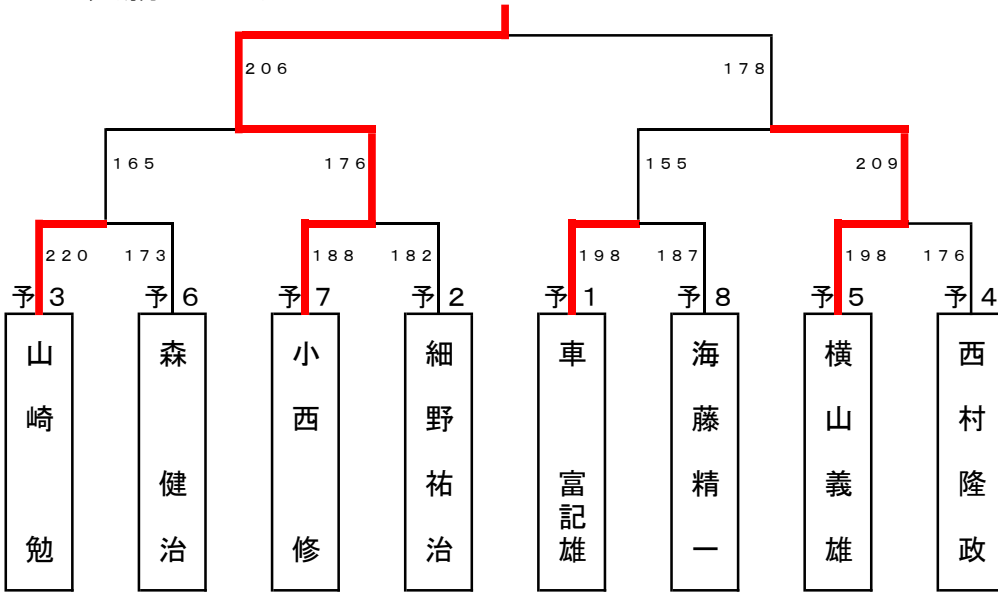 206 178
165 176 155 209
220 173 188 182 198 187 198 176
予3 予6 予7 予2 予1 予8 予5 予4
山崎 勉
森 健治
小西 修
細野祐治
車 富記雄
海藤精一
横山義雄
西村隆政